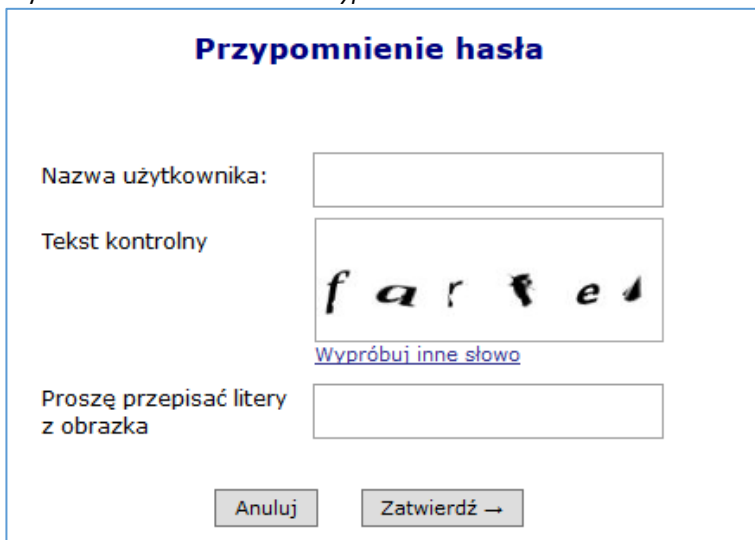 Przypomnienie hasła
Nazwa użytkownika:
Tekst kontrolny
Wypróbuj inne słowo
Proszę przepisać litery
z obrazka
Anuluj
Zatwierdź →